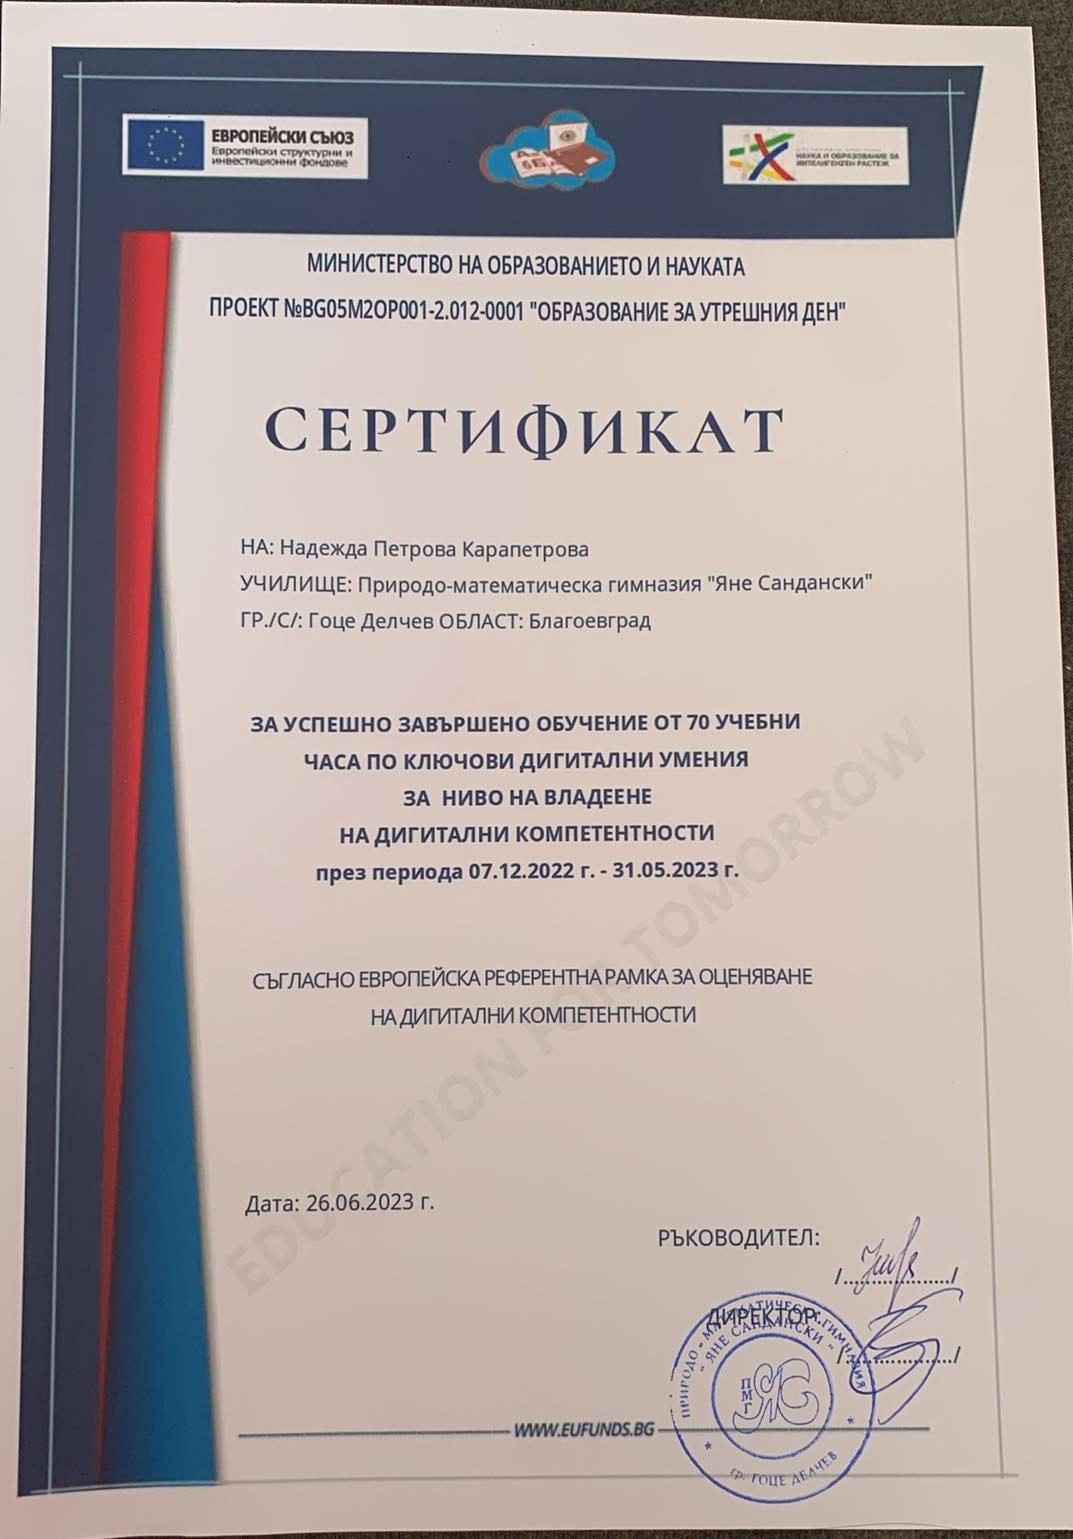 ЕВРОПЕЙСКИ СЪЮЗ
Европейски структурни и
инвестиционни фондове
НАУКА И ОБРАЗОВАНИЕ ЗА
ИНТЕЛИГЕНТЕН РАСТЕЖ
МИНИСТЕРСТВО НА ОБРАЗОВАНИЕТО И НАУКАТА
ПРОЕКТ №BG05M2OP001-2.012-0001 "ОБРАЗОВАНИЕ ЗА УТРЕШНИЯ ДЕН"
СЕРТИФИКАТ
НА: Надежда Петрова Карапетрова
УЧИЛИЩЕ: Природо-математическа гимназия "Яне Сандански"
ГР./С/: Гоце Делчев ОБЛАСТ: Благоевград
ЗА УСПЕШНО ЗАВЪРШЕНО ОБУЧЕНИЕ ОТ 70 УЧЕБНИ
ЧАСА ПО КЛЮЧОВИ ДИГИТАЛНИ УМЕНИЯ
ЗА НИВО НА ВЛАДЕЕНЕ
НА ДИГИТАЛНИ КОМПЕТЕНТНОСТИ
през периода 07.12.2022 г. - 31.05.2023 г.
СЪГЛАСНО ЕВРОПЕЙСКА РЕФЕРЕНТНА РАМКА ЗА ОЦЕНЯВАНЕ
НА ДИГИТАЛНИ КОМПЕТЕНТНОСТИ
EDUCATION FOR TOMORROW
Дата: 26.06.2023 г.
РЪКОВОДИТЕЛ:
/..................../
ДИРЕКТОР:
/..................../
ПРИРОДО - МАТЕМАТИЧЕСКА ГИМНАЗИЯ
" ЯНЕ САНДАНСКИ "
ПМГ
* гр. ГОЦЕ ДЕЛЧЕВ *
WWW.EUFUNDS.BG